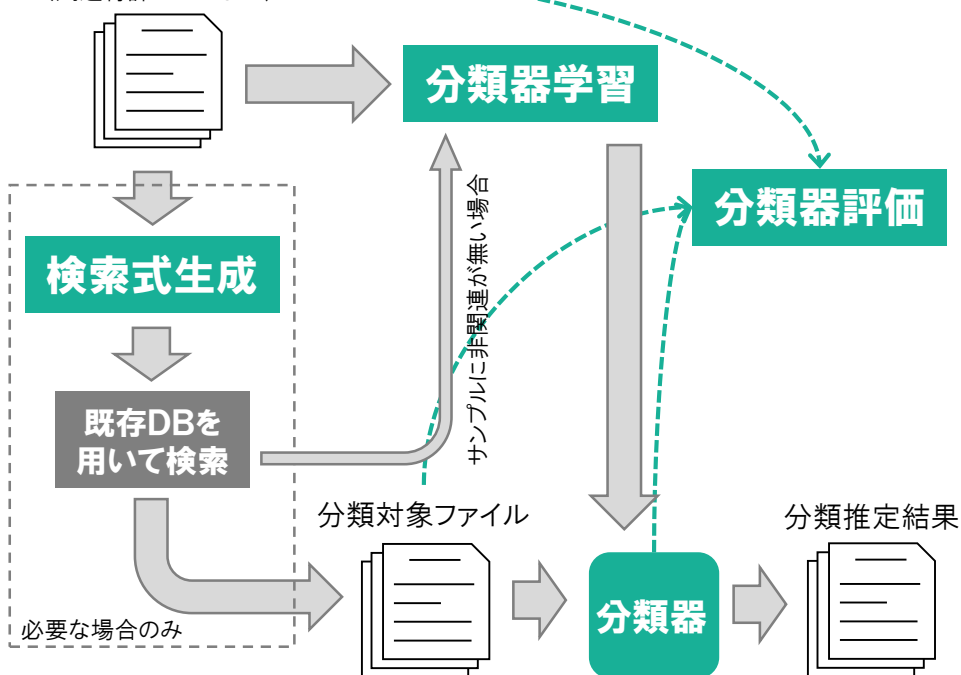 分類器学習
分類器評価
検索式生成
サンプルに非関連が無い場合
既存DBを
用いて検索
分類対象ファイル
分類推定結果
分類器
必要な場合のみ